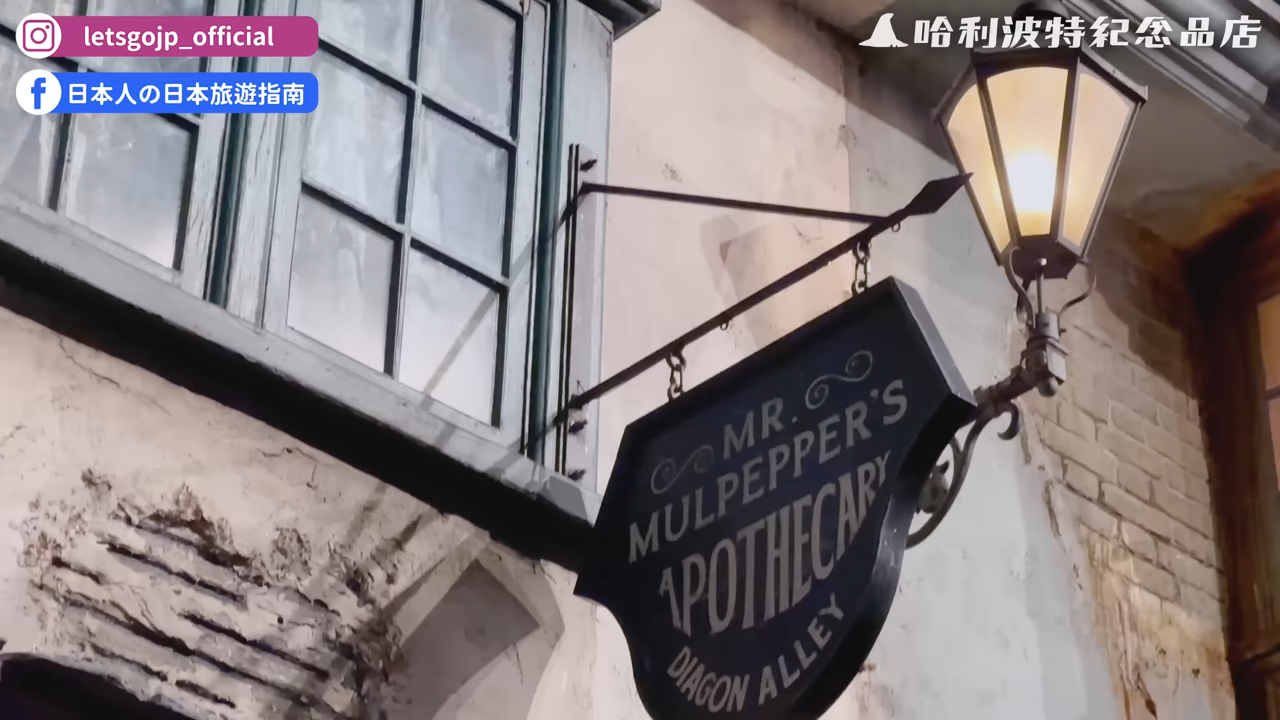 letsgojp_official
日本人の日本旅遊指南
哈利波特紀念品店
MR.
MULPEPPER'S
APOTHECARY
DIAGON ALLEY